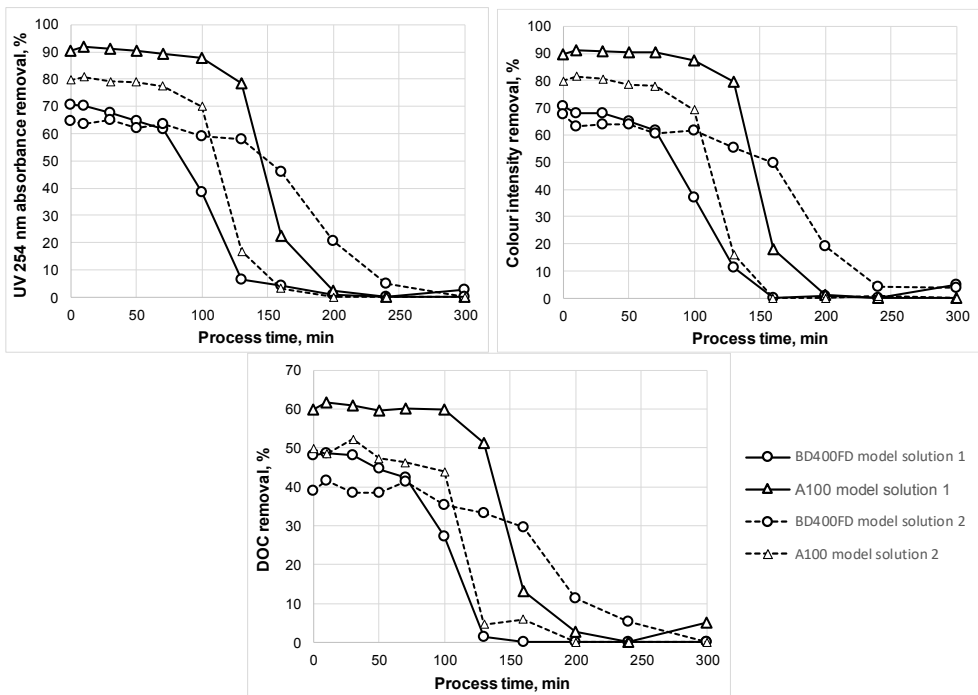 UV 254 nm absorbance removal, %
100
90
80
70
60
50
40
30
20
10
0
0 50 100 150 200 250 300
Process time, min
Colour intensity removal, %
100
90
80
70
60
50
40
30
20
10
0
0 50 100 150 200 250 300
Process time, min
DOC removal, %
70
60
50
40
30
20
10
0
0 50 100 150 200 250 300
Process time, min
BD400FD model solution 1
A100 model solution 1
BD400FD model solution 2
A100 model solution 2